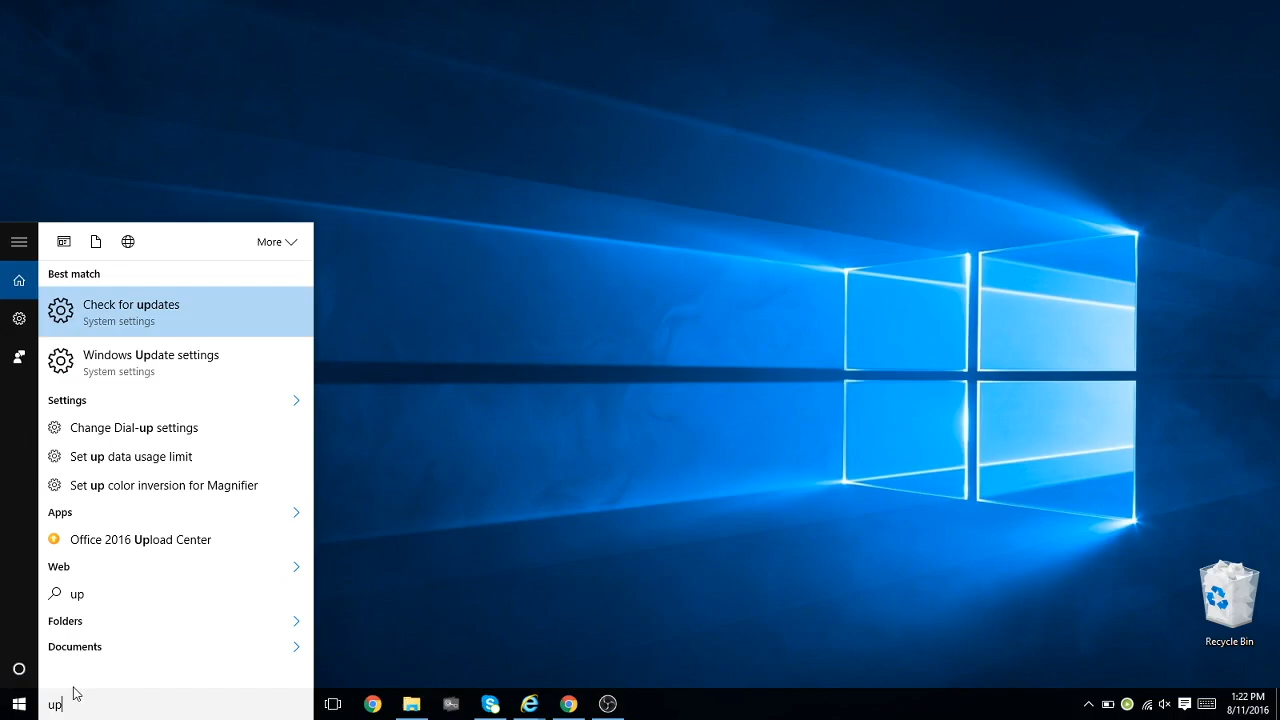 More
Best match
Check for updates
System settings
Windows Update settings
System settings
Settings
Change Dial-up settings
Set up data usage limit
Set up color inversion for Magnifier
Apps
Office 2016 Upload Center
Web
up
Folders
Documents
up
Recycle Bin
1:22 PM
8/11/2016